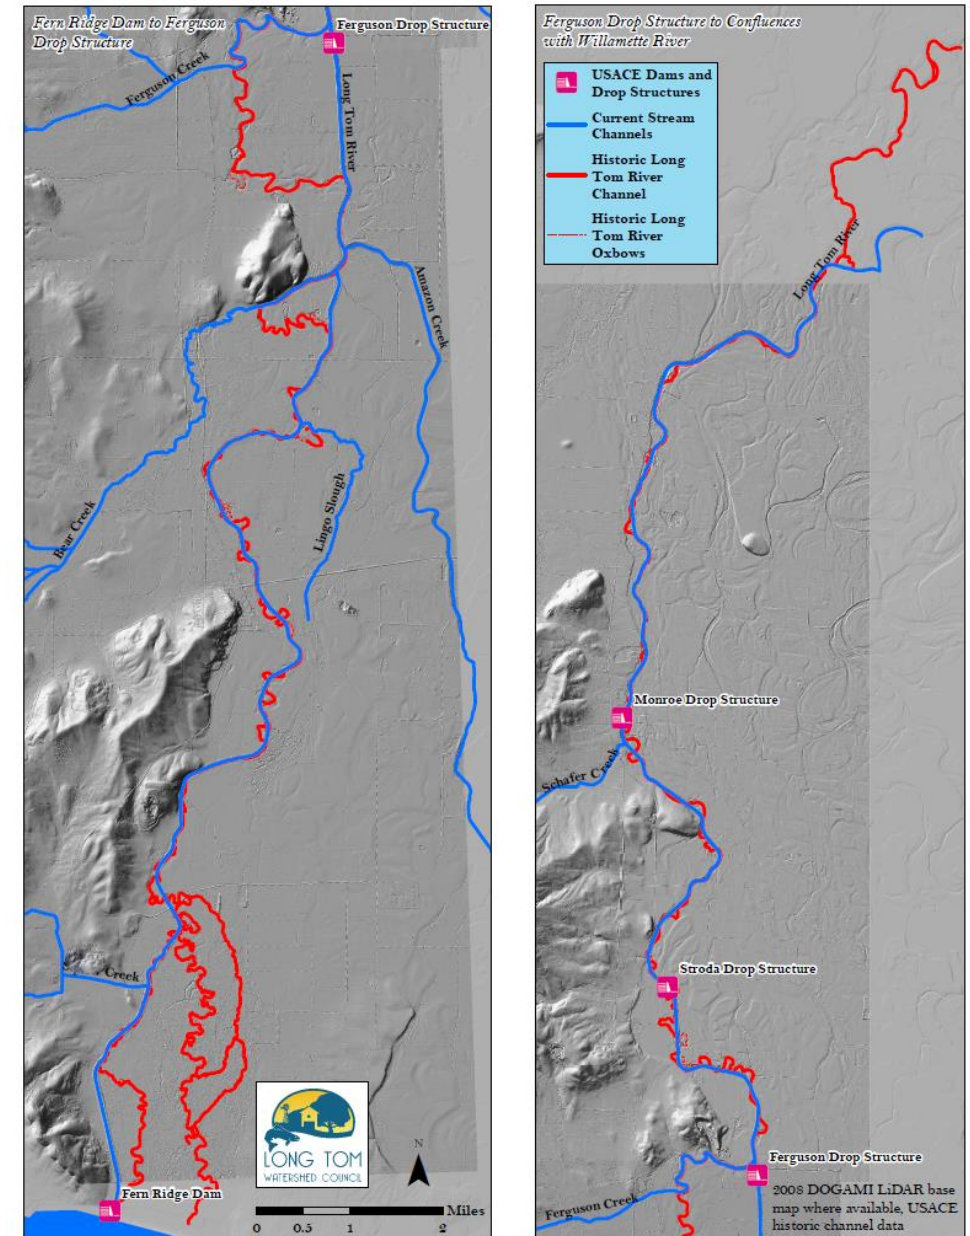 Fern Ridge Dam to Ferguson
Drop Structure
Ferguson Drop Structure
Ferguson Creek
Long Tom River
Amazon Creek
Bear Creek
Lingo Slough
Creek
Fern Ridge Dam
LONG TOM
WATERSHED COUNCIL
N
Miles
0 0.5 1 2
Ferguson Drop Structure to Confluences
with Willamette River
USACE Dams and
Drop Structures
Current Stream
Channels
Historic Long
Tom River
Channel
Historic Long
Tom River
Oxbows
Long Tom River
Monroe Drop Structure
Schafer Creek
Stroda Drop Structure
Ferguson Drop Structure
Ferguson Creek
2008 DOGAMI LiDAR base
map where available, USACE
historic channel data